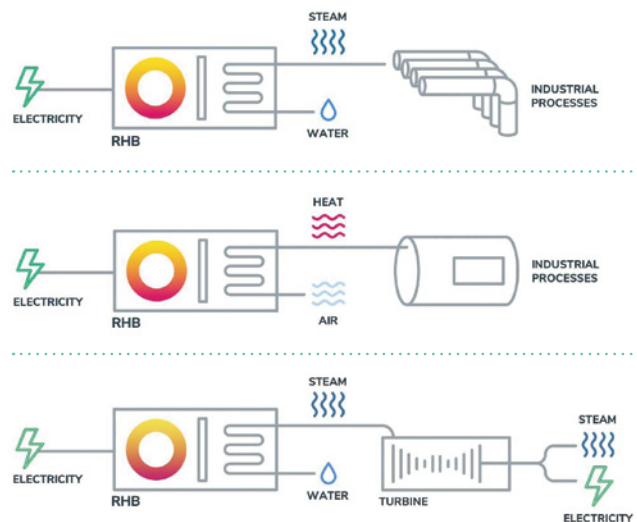 STEAM
ELECTRICITY
RHB
WATER
INDUSTRIAL
PROCESSES
HEAT
ELECTRICITY
RHB
AIR
INDUSTRIAL
PROCESSES
STEAM
ELECTRICITY
RHB
WATER
TURBINE
STEAM
ELECTRICITY